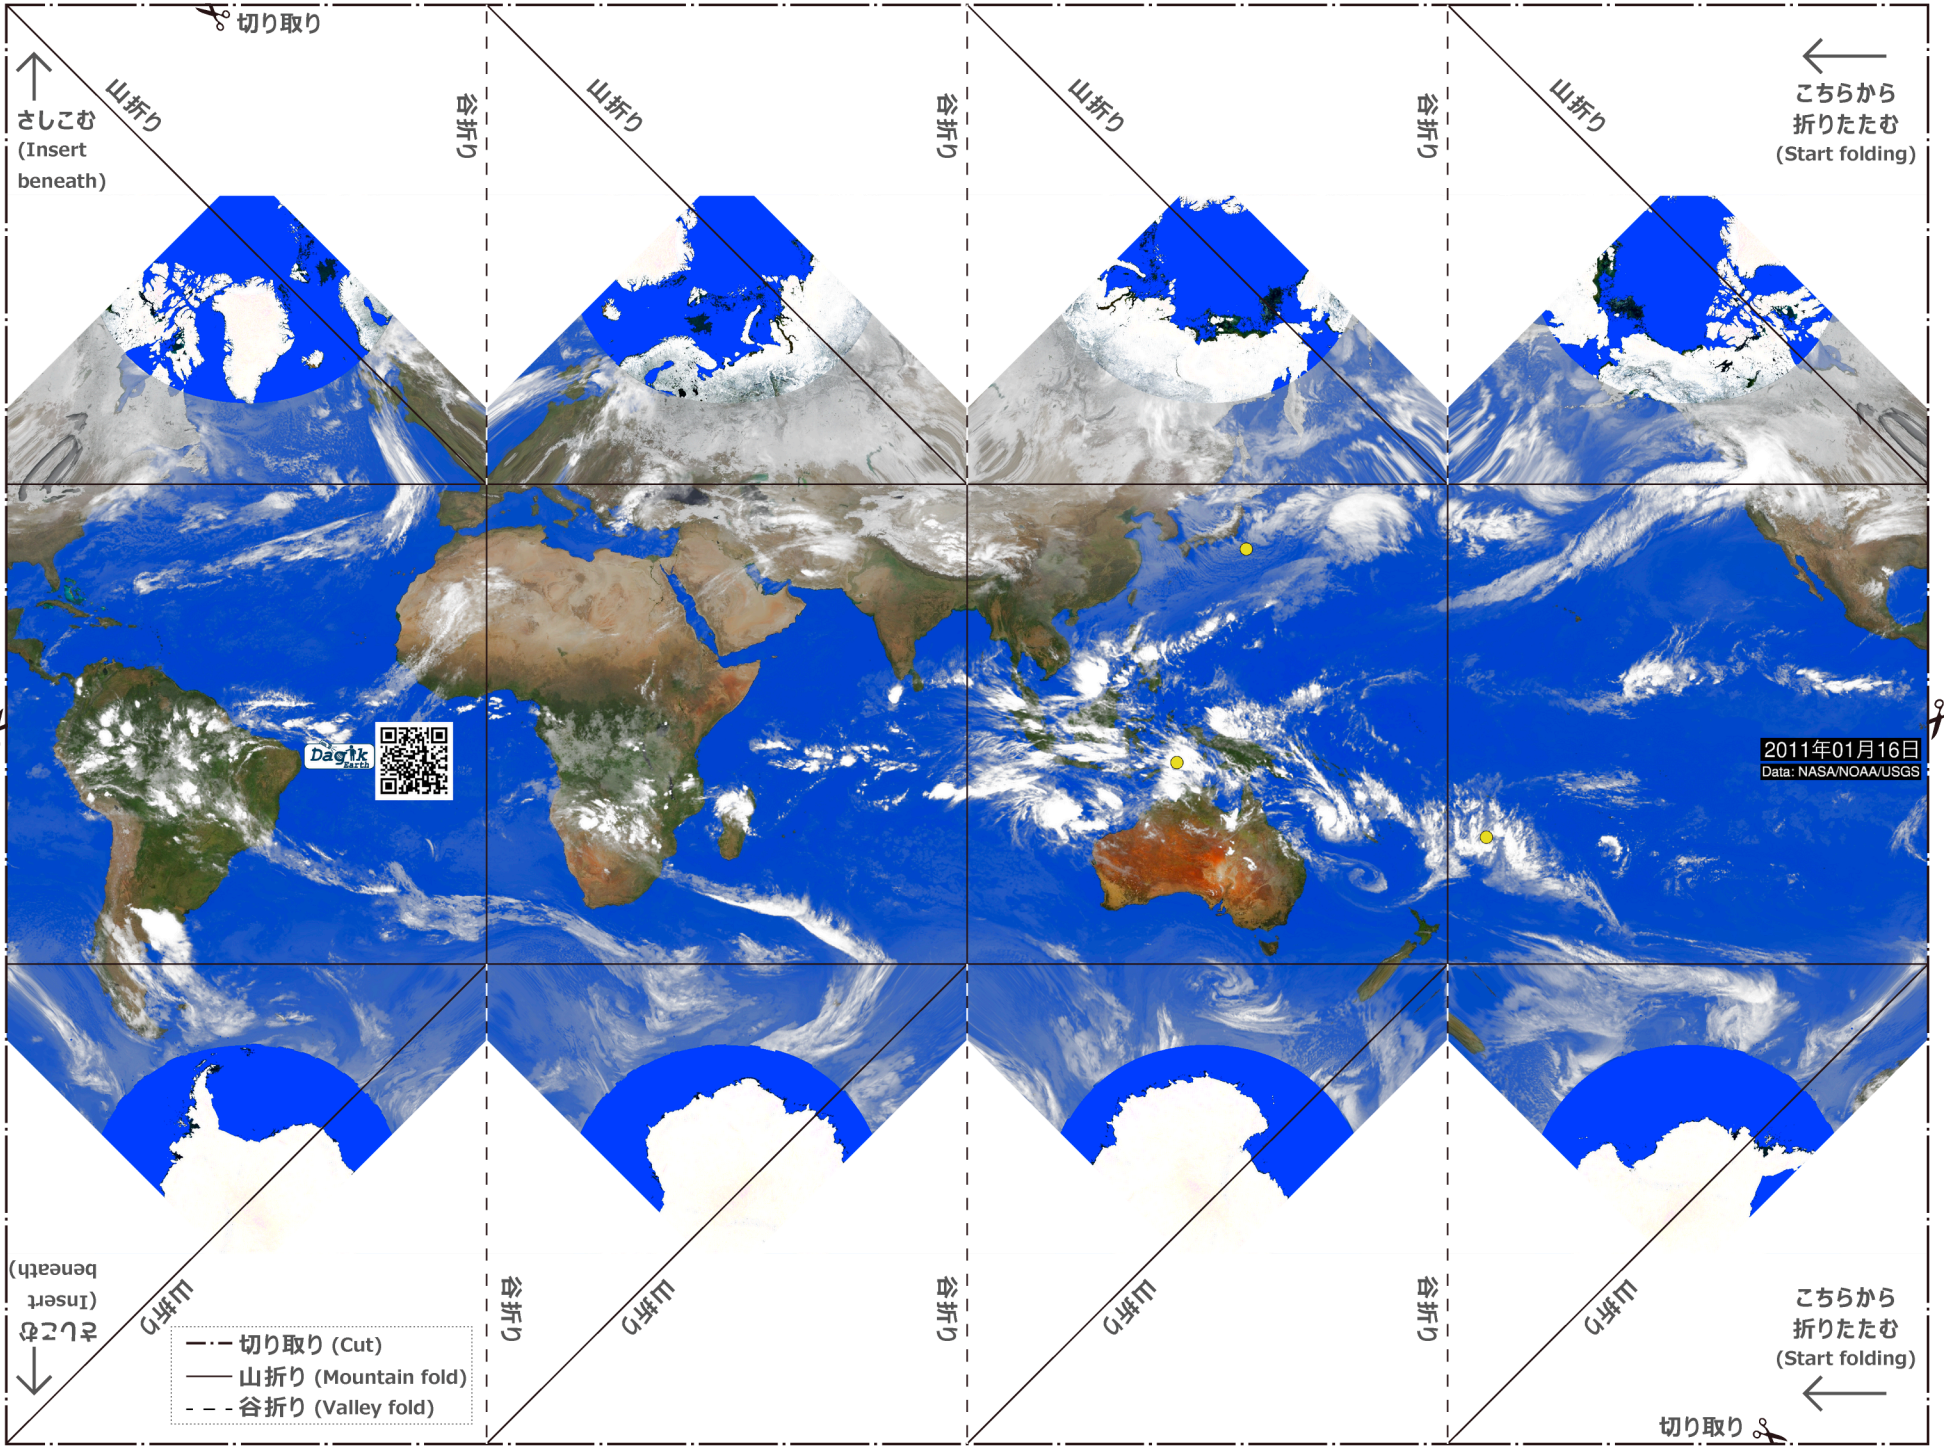 切り取り
山折り
谷折り
山折り
谷折り
山折り
谷折り
山折り
さしこむ
(Insert
beneath)
こちらから
折りたたむ
(Start folding)
Dagik
Earth
2011年01月16日
Data: NASA/NOAA/USGS
さしこむ
(Insert
beneath)
山折り
谷折り
山折り
谷折り
山折り
谷折り
山折り
こちらから
折りたたむ
(Start folding)
切り取り (Cut)
山折り (Mountain fold)
谷折り (Valley fold)
切り取り